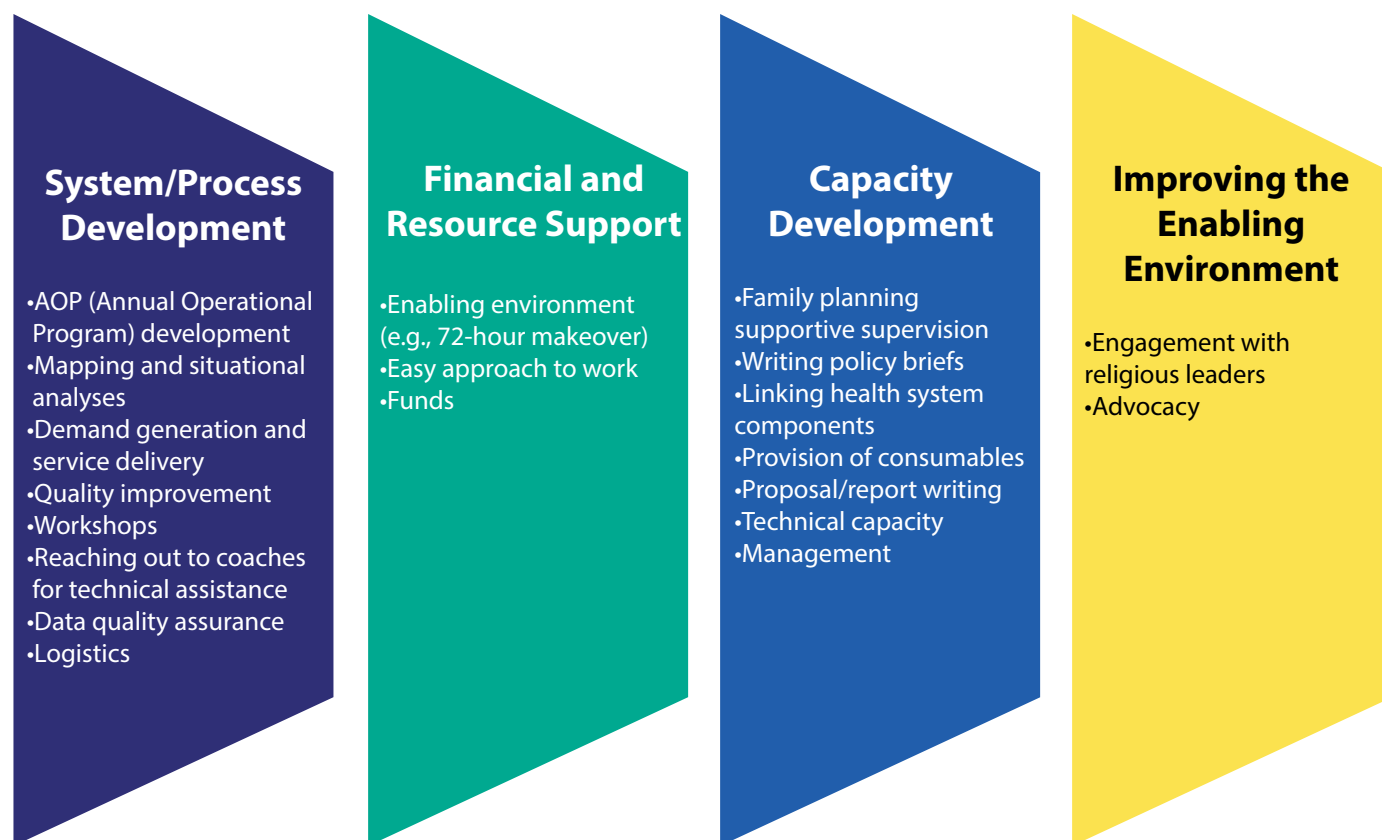 System/Process
Development
•AOP (Annual Operational
Program) development
•Mapping and situational
analyses
•Demand generation and
service delivery
•Quality improvement
•Workshops
•Reaching out to coaches
for technical assistance
•Data quality assurance
•Logistics
Financial and
Resource Support
•Enabling environment
(e.g., 72-hour makeover)
•Easy approach to work
•Funds
Capacity
Development
•Family planning
supportive supervision
•Writing policy briefs
•Linking health system
components
•Provision of consumables
•Proposal/report writing
•Technical capacity
•Management
Improving the
Enabling
Environment
•Engagement with
religious leaders
•Advocacy